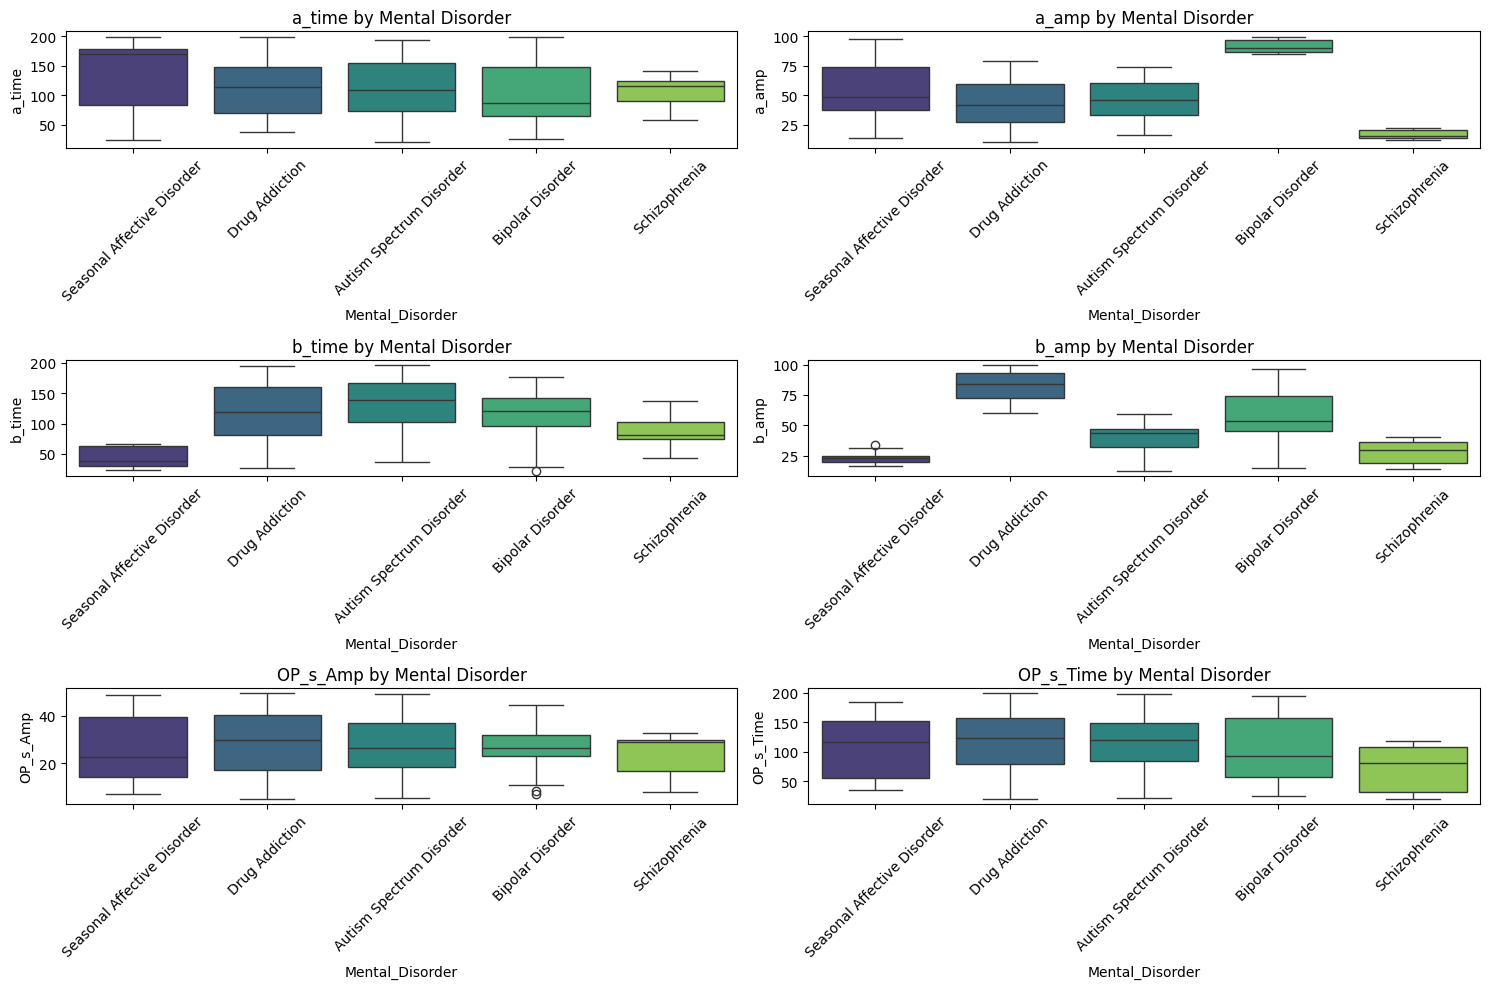 a_time by Mental Disorder
200
150
100
50
a_time
Seasonal Affective Disorder
Drug Addiction
Autism Spectrum Disorder
Bipolar Disorder
Schizophrenia
Mental_Disorder
a_amp by Mental Disorder
100
75
50
25
a_amp
Seasonal Affective Disorder
Drug Addiction
Autism Spectrum Disorder
Bipolar Disorder
Schizophrenia
Mental_Disorder
b_time by Mental Disorder
200
150
100
50
b_time
Seasonal Affective Disorder
Drug Addiction
Autism Spectrum Disorder
Bipolar Disorder
Schizophrenia
Mental_Disorder
b_amp by Mental Disorder
100
75
50
25
b_amp
Seasonal Affective Disorder
Drug Addiction
Autism Spectrum Disorder
Bipolar Disorder
Schizophrenia
Mental_Disorder
OP_s_Amp by Mental Disorder
40
20
OP_s_Amp
Seasonal Affective Disorder
Drug Addiction
Autism Spectrum Disorder
Bipolar Disorder
Schizophrenia
Mental_Disorder
OP_s_Time by Mental Disorder
200
150
100
50
OP_s_Time
Seasonal Affective Disorder
Drug Addiction
Autism Spectrum Disorder
Bipolar Disorder
Schizophrenia
Mental_Disorder